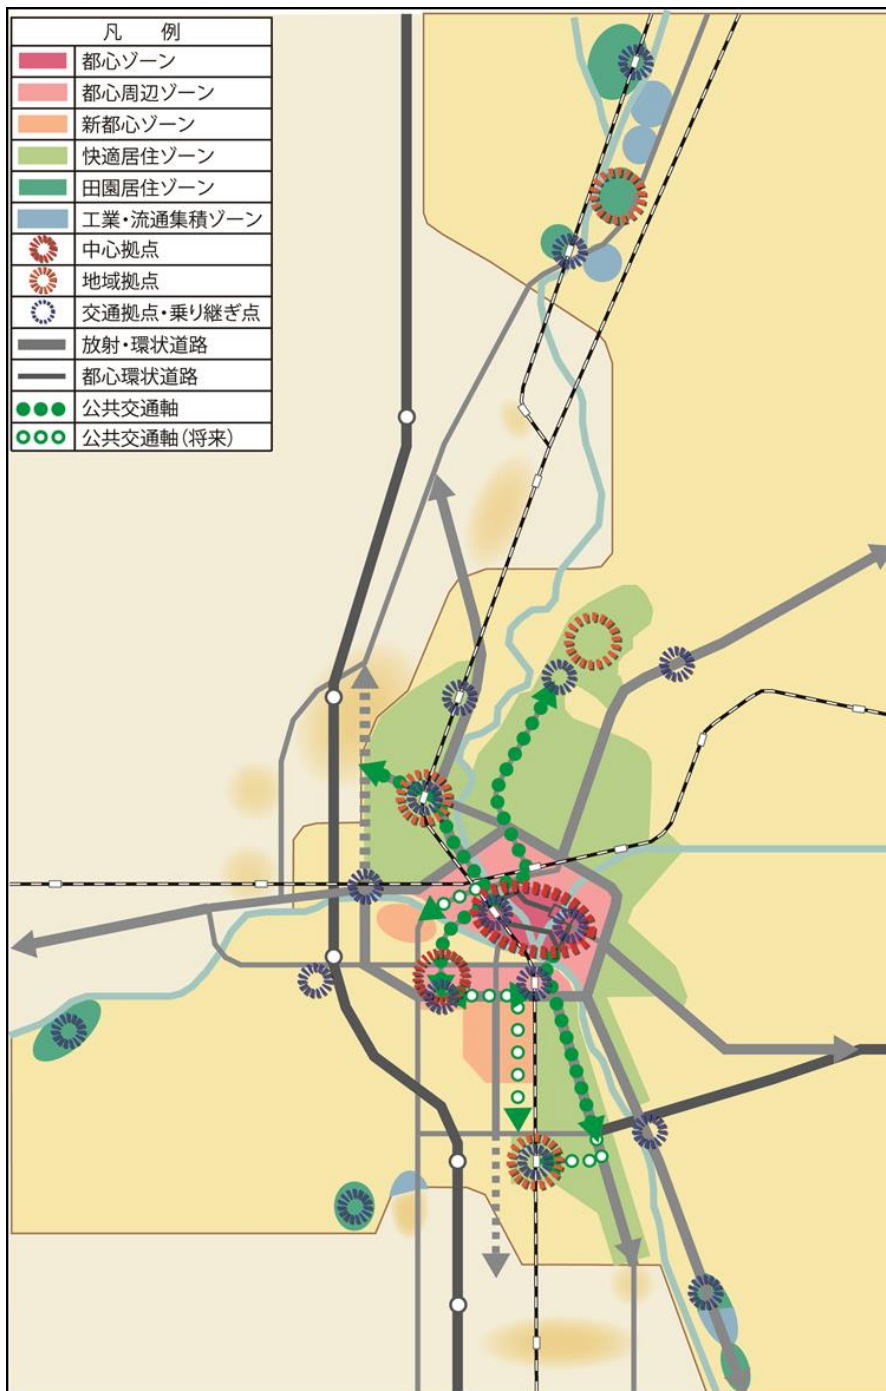 凡　例
都心ゾーン
都心周辺ゾーン
新都心ゾーン
快適居住ゾーン
田園居住ゾーン
工業・流通集積ゾーン
中心拠点
地域拠点
交通拠点・乗り継ぎ点
放射・環状道路
都心環状道路
公共交通軸
公共交通軸（将来）